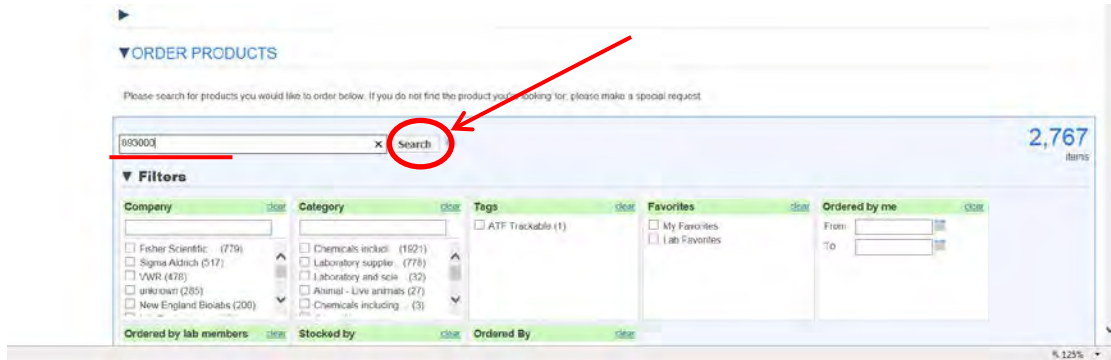 ▼ORDER PRODUCTS
Please search for products you would like to order below. If you do not find the product you're looking for, please make a special request.
893000 x Search
2,767
items
▼ Filters
Company clear Category clear Tags clear Favorites clear Ordered by me clear
Fisher Scientific (779) Chemicals includi (1921) ATF Trackable (1) My Favorites From
Sigma Aldrich (517) Laboratory supplie (778) Lab Favorites To
VWR (478) Laboratory and scie (32)
unknown (285) Animal - Live animals (27)
New England Biolabs (200) Chemicals including (3)
Ordered by lab members clear Stocked by clear Ordered By clear
125%